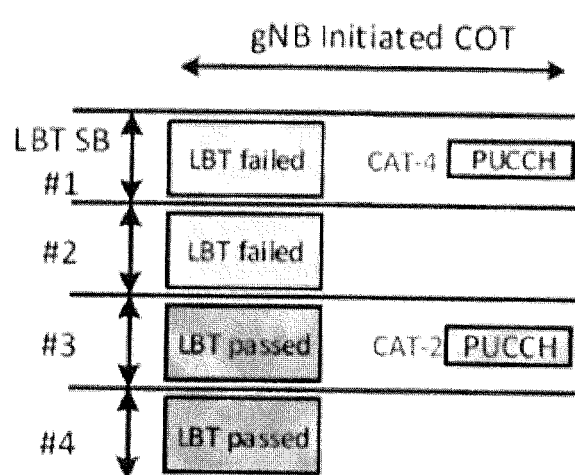 gNB Initiated COT
LBT SB
#1
LBT failed
CAT-4
PUCCH
#2
LBT failed
#3
LBT passed
CAT-2
PUCCH
#4
LBT passed